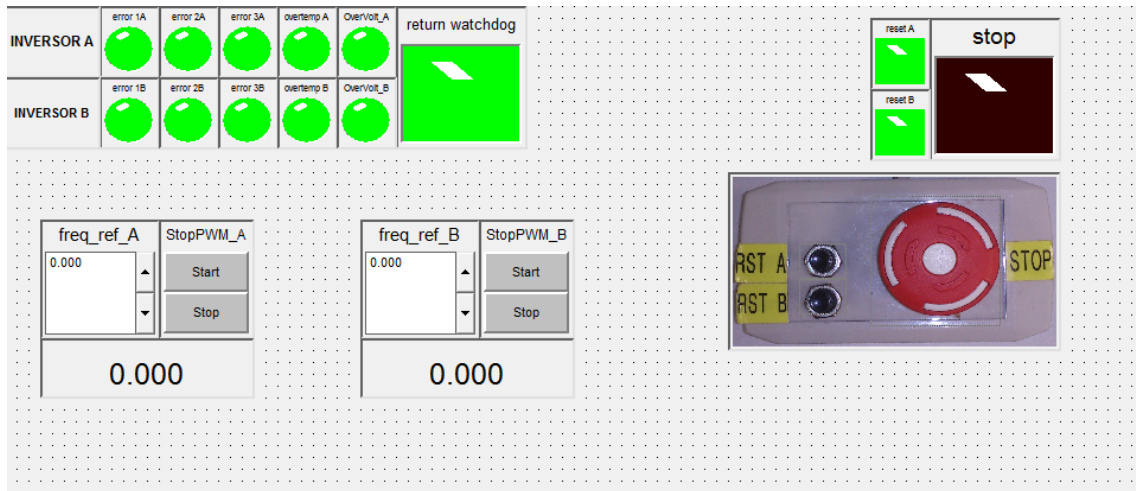 INVERSOR A
error 1A
error 2A
error 3A
overtemp A
OverVolt_A
return watchdog
INVERSOR B
error 1B
error 2B
error 3B
overtemp B
OverVolt_B
reset A
reset B
stop
freq_ref_A
StopPWM_A
0.000
Start
Stop
0.000
freq_ref_B
StopPWM_B
0.000
Start
Stop
0.000
RST A
RST B
STOP